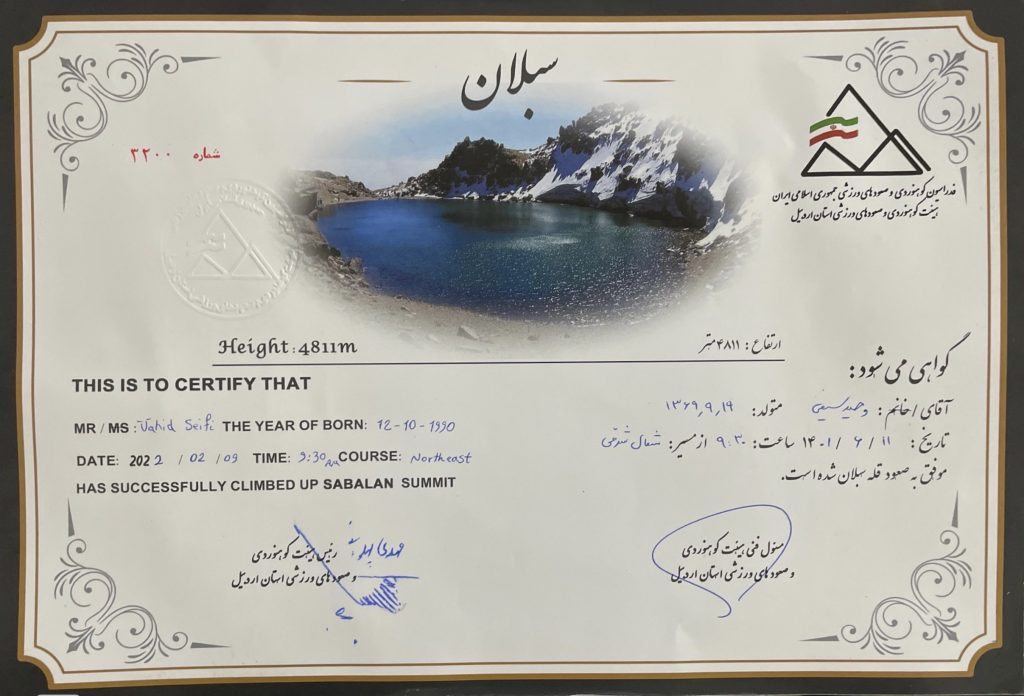 سبلان
شماره ۳۲۰۰
فدراسیون کوهنوردی و صعودهای ورزشی جمهوری اسلامی ایران
هیئت کوهنوردی و صعودهای ورزشی استان اردبیل
Height: 4811m
ارتفاع: ۴۸۱۱ متر
THIS IS TO CERTIFY THAT
MR / MS : Vahid Seifi THE YEAR OF BORN: 12-10-1990
DATE: 2022 / 02 / 09 TIME: 9:30 AM COURSE: Northeast
HAS SUCCESSFULLY CLIMBED UP SABALAN SUMMIT
گواهی می شود:
آقای / خانم: وحید سیفی متولد: ۱۳۶۹,۹,۱۹
تاریخ: ۱۴۰۱/ ۶ / ۱۱ ساعت: ۹:۳۰ از مسیر: شمال شرقی
موفق به صعود قله سبلان شده است.
رئیس هیئت کوهنوردی
و صعودهای ورزشی استان اردبیل
مسئول فنی هیئت کوهنوردی
و صعودهای ورزشی استان اردبیل